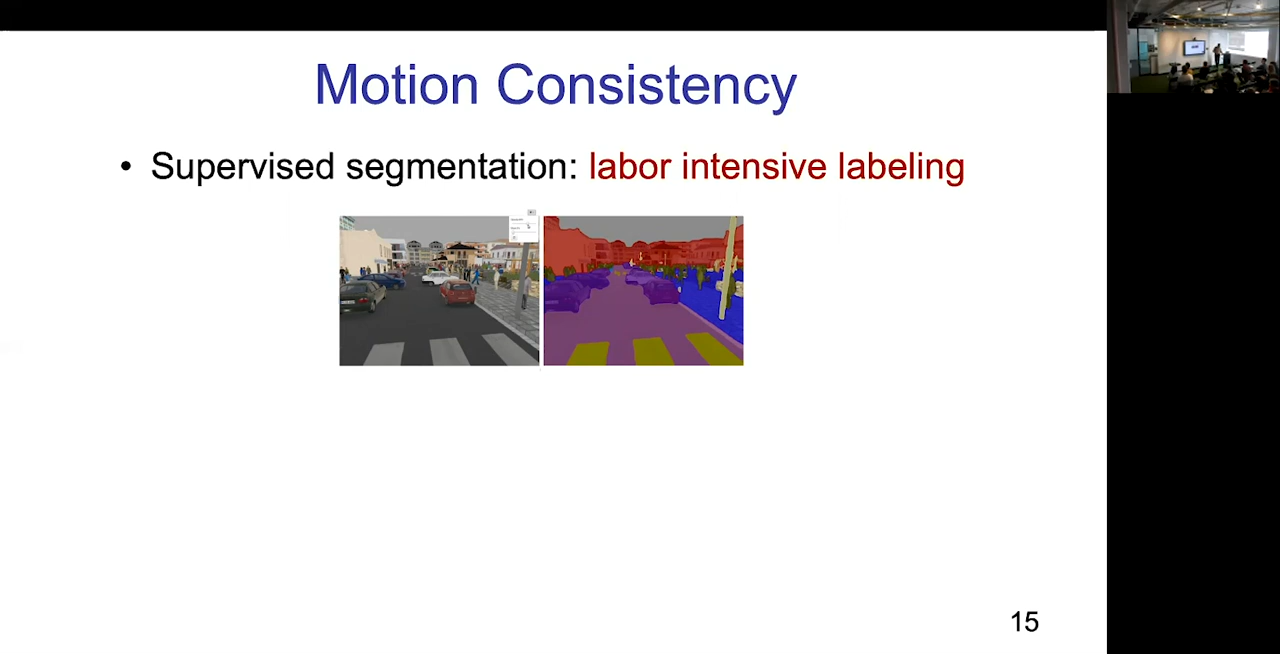 Motion Consistency
• Supervised segmentation: labor intensive labeling
15